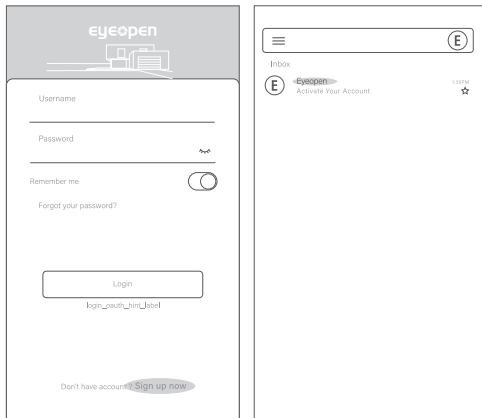 eyeopen
Username
Password
Remember me
Forgot your password?
Login
login_oauth_hint_label
Don't have account ? Sign up now
E
Inbox
E
Eyeopen
1:20PM
Activate Your Account